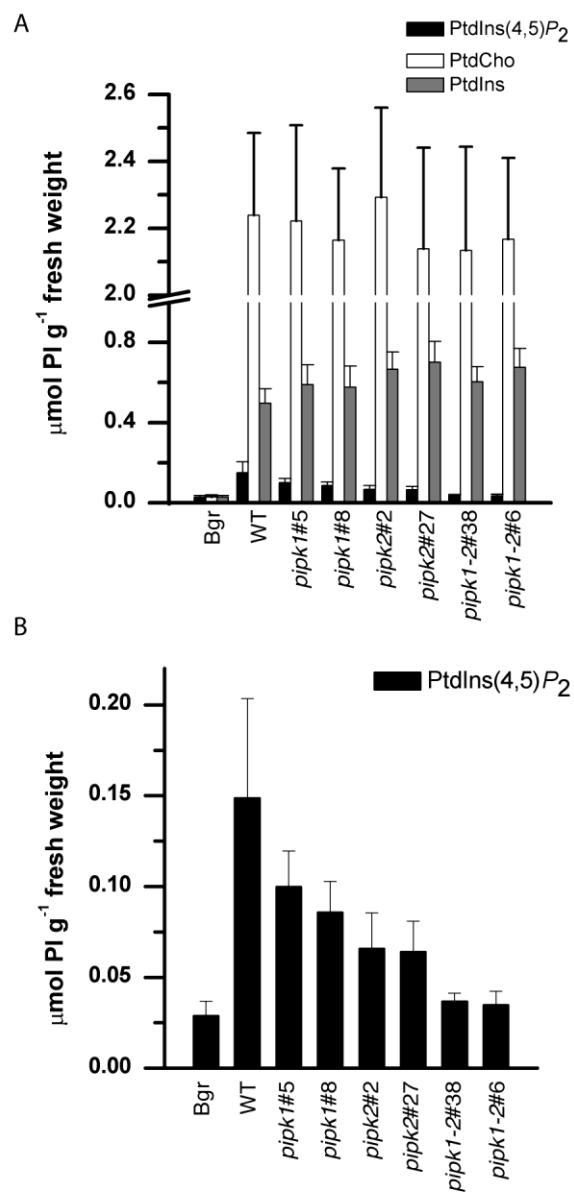 A
PtdIns(4,5)P2
PtdCho
PtdIns
μmol PI g-1 fresh weight
2.6
2.4
2.2
2.0
0.8
0.4
0.0
Bgr
WT
pipk1#5
pipk1#8
pipk2#2
pipk2#27
pipk1-2#38
pipk1-2#6
B
PtdIns(4,5)P2
μmol PI g-1 fresh weight
0.20
0.15
0.10
0.05
0.00
Bgr
WT
pipk1#5
pipk1#8
pipk2#2
pipk2#27
pipk1-2#38
pipk1-2#6